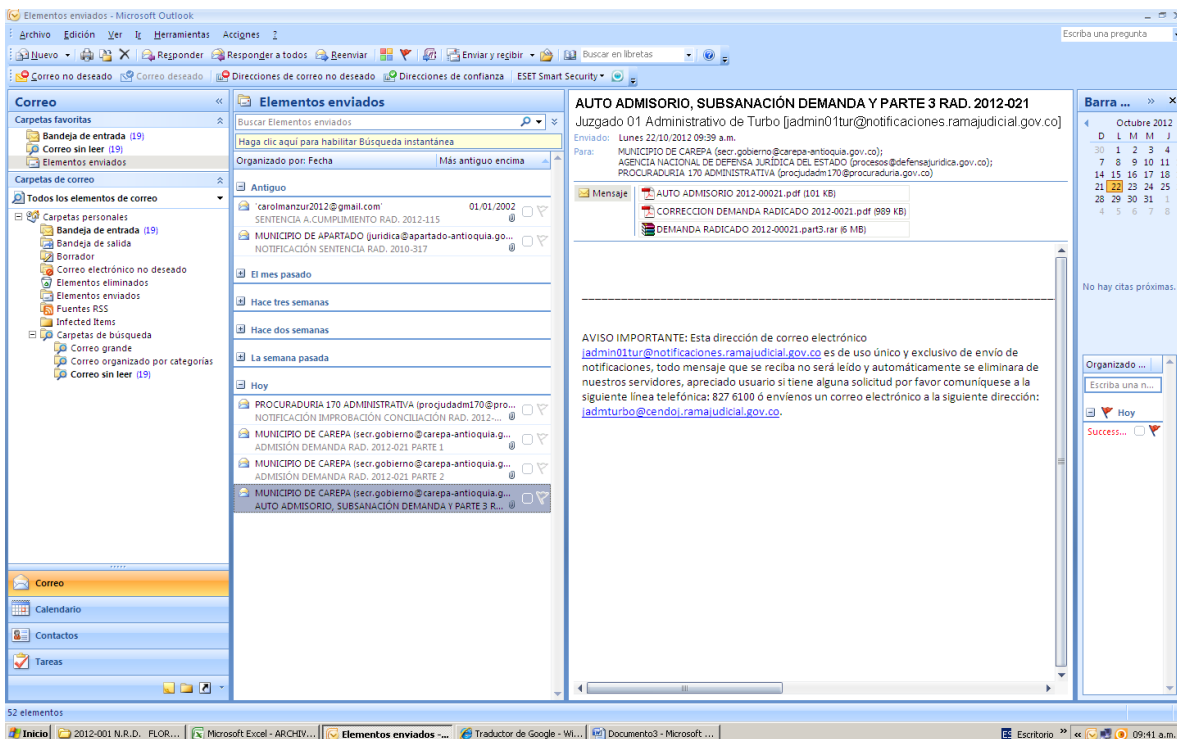 Elementos enviados - Microsoft Outlook
Archivo Edición Ver Ir Herramientas Acciones ?
Escriba una pregunta
Nuevo Responder Responder a todos Reenviar Enviar y recibir Buscar en libretas
Correo no deseado Correo deseado Direcciones de correo no deseado Direcciones de confianza ESET Smart Security
Correo «
Carpetas favoritas
Bandeja de entrada (19)
Correo sin leer (19)
Elementos enviados
Carpetas de correo
Todos los elementos de correo
Carpetas personales
Bandeja de entrada (19)
Bandeja de salida
Borrador
Correo electrónico no deseado
Elementos eliminados
Elementos enviados
Fuentes RSS
Infected Items
Carpetas de búsqueda
Correo grande
Correo organizado por categorías
Correo sin leer (19)
Correo
Calendario
Contactos
Tareas
Elementos enviados
Buscar Elementos enviados
Haga clic aquí para habilitar Búsqueda instantánea
Organizado por: Fecha Más antiguo encima
Antiguo
'carolmanzur2012@gmail.com' 01/01/2002
SENTENCIA A.CUMPLIMIENTO RAD. 2012-115
MUNICIPIO DE APARTADO (juridica@apartado-antioquia.go...
NOTIFICACIÓN SENTENCIA RAD. 2010-317
El mes pasado
Hace tres semanas
Hace dos semanas
La semana pasada
Hoy
PROCURADURIA 170 ADMINISTRATIVA (procjudadm170@pro...
NOTIFICACIÓN IMPROBACIÓN CONCILIACIÓN RAD. 2012-...
MUNICIPIO DE CAREPA (secr.gobierno@carepa-antioquia.g...
ADMISIÓN DEMANDA RAD. 2012-021 PARTE 1
MUNICIPIO DE CAREPA (secr.gobierno@carepa-antioquia.g...
ADMISIÓN DEMANDA RAD. 2012-021 PARTE 2
MUNICIPIO DE CAREPA (secr.gobierno@carepa-antioquia.g...
AUTO ADMISORIO, SUBSANACIÓN DEMANDA Y PARTE 3 R...
AUTO ADMISORIO, SUBSANACIÓN DEMANDA Y PARTE 3 RAD. 2012-021
Juzgado 01 Administrativo de Turbo [jadmin01tur@notificaciones.ramajudicial.gov.co]
Enviado: Lunes 22/10/2012 09:39 a.m.
Para: MUNICIPIO DE CAREPA (secr.gobierno@carepa-antioquia.gov.co);
AGENCIA NACIONAL DE DEFENSA JURÍDICA DEL ESTADO (procesos@defensajuridica.gov.co);
PROCURADURIA 170 ADMINISTRATIVA (procjudadm170@procuraduria.gov.co)
Mensaje AUTO ADMISORIO 2012-00021.pdf (101 KB)
CORRECCION DEMANDA RADICADO 2012-0021.pdf (989 KB)
DEMANDA RADICADO 2012-00021.part3.rar (6 MB)
AVISO IMPORTANTE: Esta dirección de correo electrónico
jadmin01tur@notificaciones.ramajudicial.gov.co es de uso único y exclusivo de envío de
notificaciones, todo mensaje que se reciba no será leído y automáticamente se eliminara de
nuestros servidores, apreciado usuario si tiene alguna solicitud por favor comuníquese a la
siguiente línea telefónica: 827 6100 ó envíenos un correo electrónico a la siguiente dirección:
jadmturbo@cendoj.ramajudicial.gov.co.
Barra ... » ×
Octubre 2012
D L M M J
30 1 2 3 4
7 8 9 10 11
14 15 16 17 18
21 22 23 24 25
28 29 30 31 1
4 5 6 7 8
No hay citas próximas.
Organizado ...
Escriba una n...
Hoy
Success...
52 elementos
Inicio 2012-001 N.R.D. FLOR... Microsoft Excel - ARCHIV... Elementos enviados -... Traductor de Google - Wi... Documento3 - Microsoft ... ES Escritorio » « 09:41 a.m.